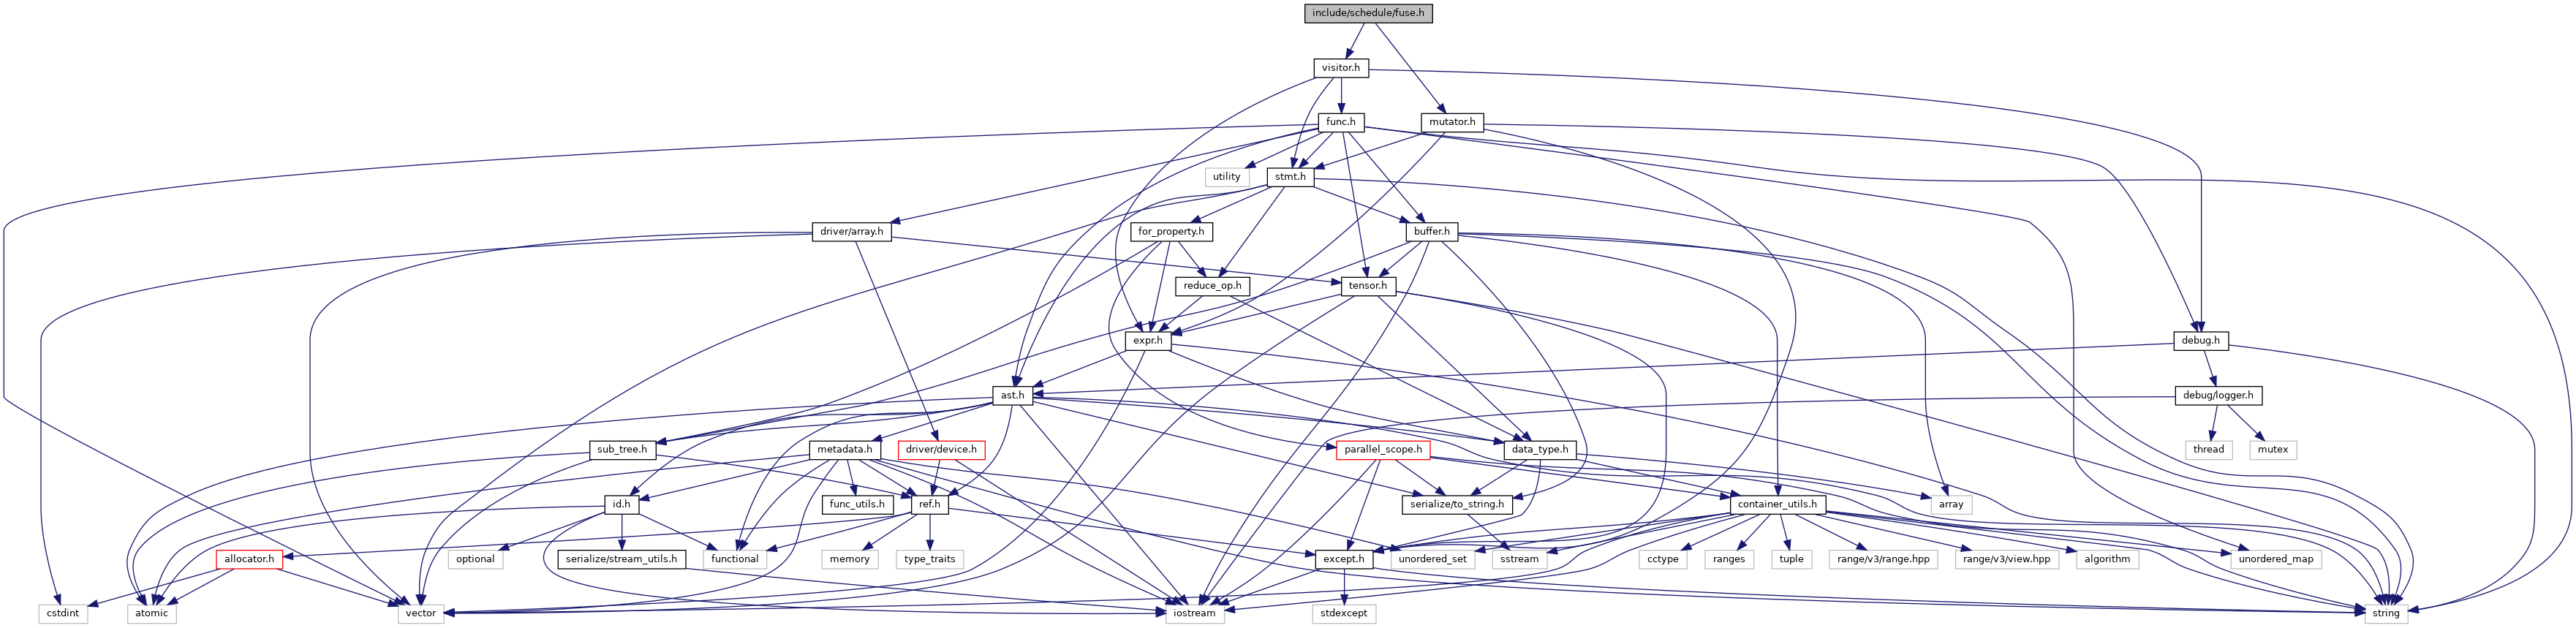 include/schedule/fuse.h
visitor.h
func.h
mutator.h
utility
stmt.h
driver/array.h
for_property.h
buffer.h
reduce_op.h
tensor.h
expr.h
debug.h
ast.h
debug/logger.h
sub_tree.h
metadata.h
driver/device.h
parallel_scope.h
data_type.h
thread
mutex
id.h
func_utils.h
ref.h
serialize/to_string.h
container_utils.h
array
allocator.h
optional
serialize/stream_utils.h
functional
memory
type_traits
except.h
unordered_set
sstream
cctype
ranges
tuple
range/v3/range.hpp
range/v3/view.hpp
algorithm
unordered_map
cstdint
atomic
vector
iostream
stdexcept
string